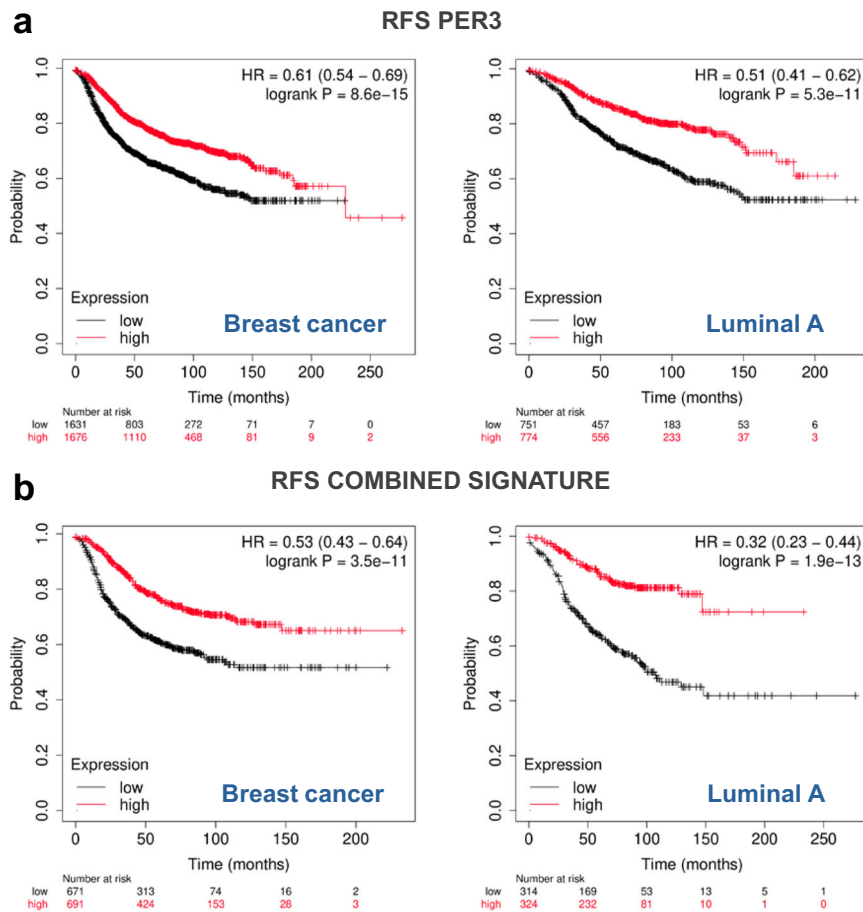 a
RFS PER3
HR = 0.61 (0.54 − 0.69)
logrank P = 8.6e−15
Probability
1.0
0.8
0.6
0.4
0.2
0.0
Expression
low
high
Breast cancer
0 50 100 150 200 250
Time (months)
Number at risk
low 1631 803 272 71 7 0
high 1676 1110 468 81 9 2
HR = 0.51 (0.41 − 0.62)
logrank P = 5.3e−11
Probability
1.0
0.8
0.6
0.4
0.2
0.0
Expression
low
high
Luminal A
0 50 100 150 200
Time (months)
Number at risk
low 751 457 183 53 6
high 774 556 233 37 3
b
RFS COMBINED SIGNATURE
HR = 0.53 (0.43 − 0.64)
logrank P = 3.5e−11
Probability
1.0
0.8
0.6
0.4
0.2
0.0
Expression
low
high
Breast cancer
0 50 100 150 200
Time (months)
Number at risk
low 671 313 74 16 2
high 691 424 153 28 3
HR = 0.32 (0.23 − 0.44)
logrank P = 1.9e−13
Probability
1.0
0.8
0.6
0.4
0.2
0.0
Expression
low
high
Luminal A
0 50 100 150 200 250
Time (months)
Number at risk
low 314 169 53 13 5 1
high 324 232 81 10 1 0